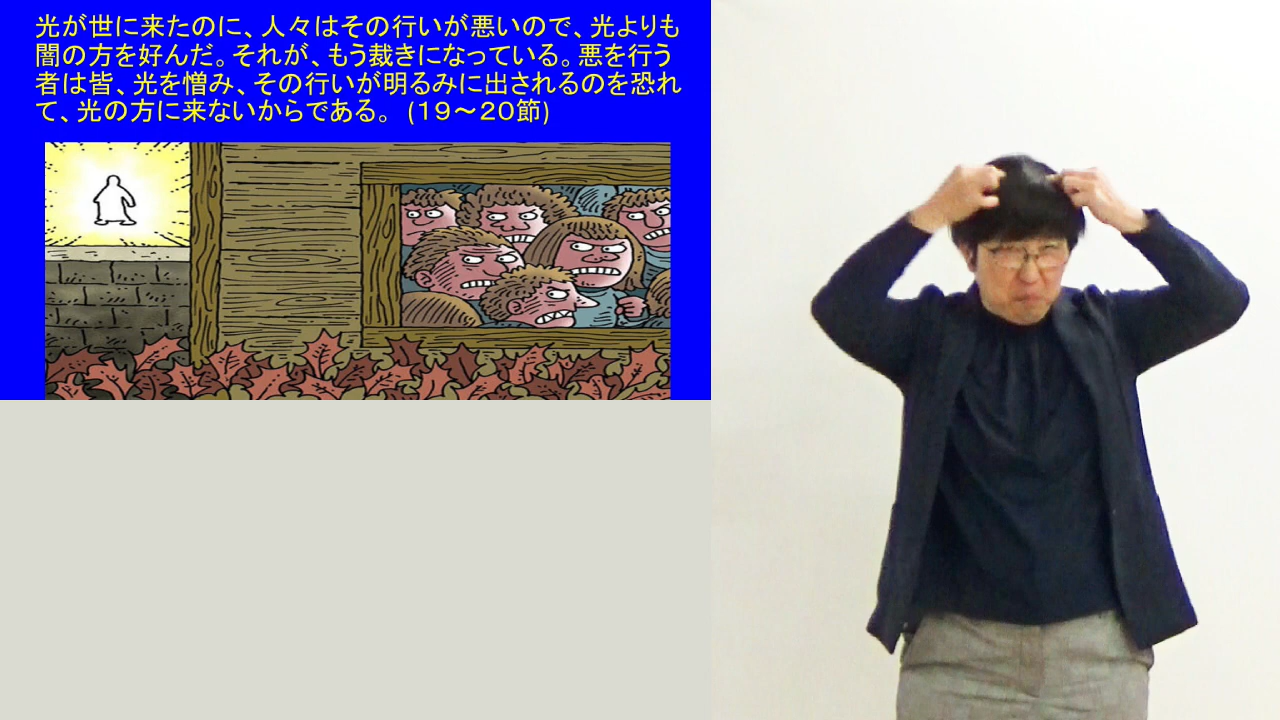 光が世に来たのに、人々はその行いが悪いので、光よりも
闇の方を好んだ。それが、もう裁きになっている。悪を行う
者は皆、光を憎み、その行いが明るみに出されるのを恐れ
て、光の方に来ないからである。 (１９～２０節)